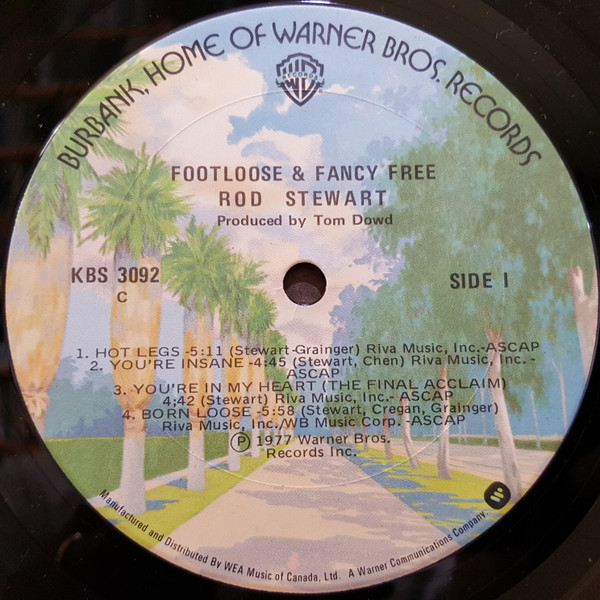 BURBANK, HOME OF WARNER BROS. RECORDS
RECORDS
FOOTLOOSE & FANCY FREE
ROD STEWART
Produced by Tom Dowd
KBS 3092
C
SIDE I
1. HOT LEGS -5:11 (Stewart-Grainger) Riva Music, Inc.-ASCAP
2. YOU'RE INSANE -4:45 (Stewart, Chen) Riva Music, Inc. -
ASCAP
3. YOU'RE IN MY HEART (THE FINAL ACCLAIM)
4:42 (Stewart) Riva Music, Inc. -ASCAP
4. BORN LOOSE -5:58 (Stewart, Cregan, Grainger)
Riva Music, Inc./WB Music Corp. -ASCAP
Ⓟ 1977 Warner Bros.
Records Inc.
Manufactured and Distributed By WEA Music of Canada, Ltd. A Warner Communications Company.